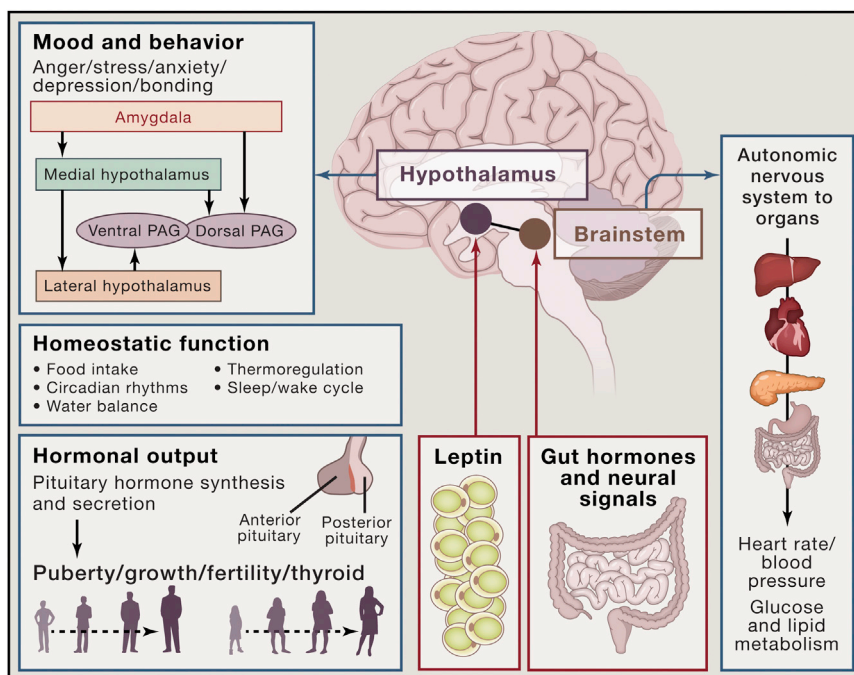 Mood and behavior
Anger/stress/anxiety/
depression/bonding
Amygdala
Medial hypothalamus
Ventral PAG
Dorsal PAG
Lateral hypothalamus
Hypothalamus
Brainstem
Autonomic
nervous
system to
organs
Heart rate/
blood
pressure
Glucose
and lipid
metabolism
Homeostatic function
• Food intake
• Circadian rhythms
• Water balance
• Thermoregulation
• Sleep/wake cycle
Hormonal output
Pituitary hormone synthesis
and secretion
Anterior
pituitary
Posterior
pituitary
Puberty/growth/fertility/thyroid
Leptin
Gut hormones
and neural
signals